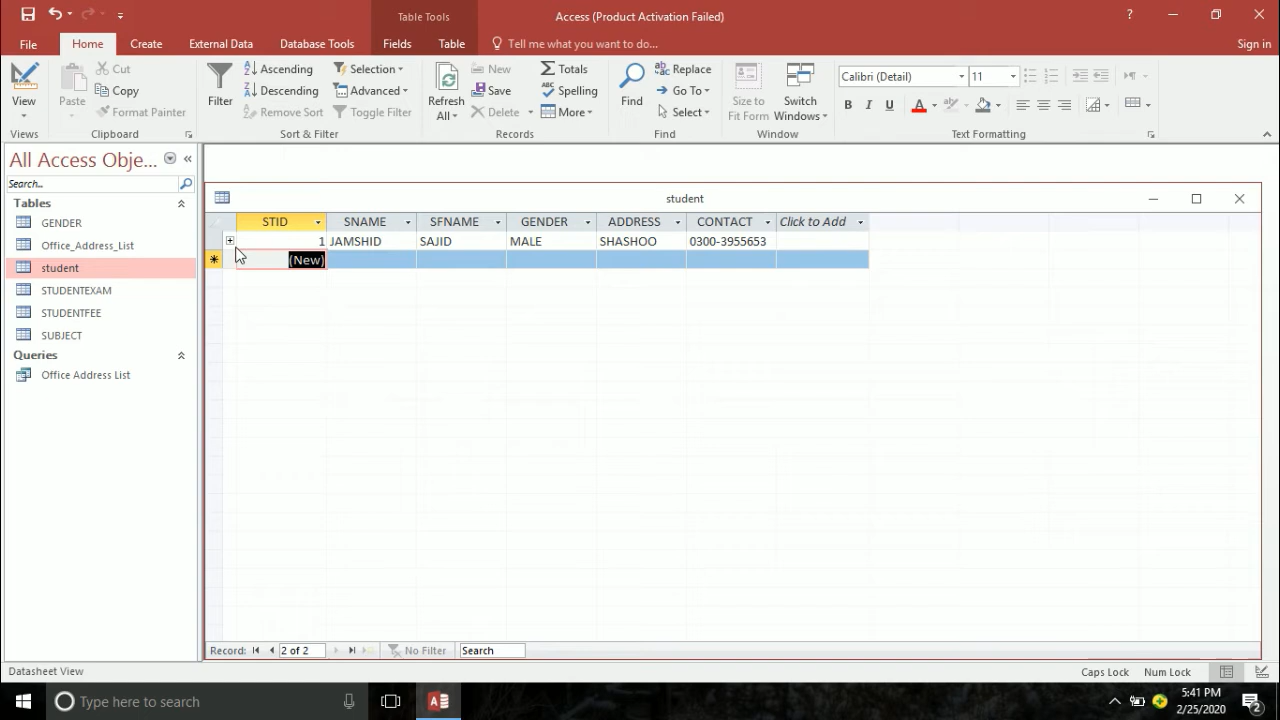 Table Tools
Access (Product Activation Failed)
?
File
Home
Create
External Data
Database Tools
Fields
Table
Tell me what you want to do...
Sign in
View
Paste
Cut
Copy
Format Painter
Filter
Ascending
Descending
Remove Sort
Selection
Advanced
Toggle Filter
Refresh
All
New
Save
Delete
Totals
Spelling
More
Find
Replace
Go To
Select
Size to
Fit Form
Switch
Windows
Calibri (Detail)
11
B I U
A
Views
Clipboard
Sort & Filter
Records
Find
Window
Text Formatting
All Access Obje...
Search...
Tables
GENDER
Office_Address_List
student
STUDENTEXAM
STUDENTFEE
SUBJECT
Queries
Office Address List
student
STID SNAME SFNAME GENDER ADDRESS CONTACT Click to Add
1 JAMSHID SAJID MALE SHASHOO 0300-3955653
(New)
Record: 2 of 2 No Filter Search
Datasheet View
Caps Lock Num Lock
Type here to search
5:41 PM
2/25/2020
2